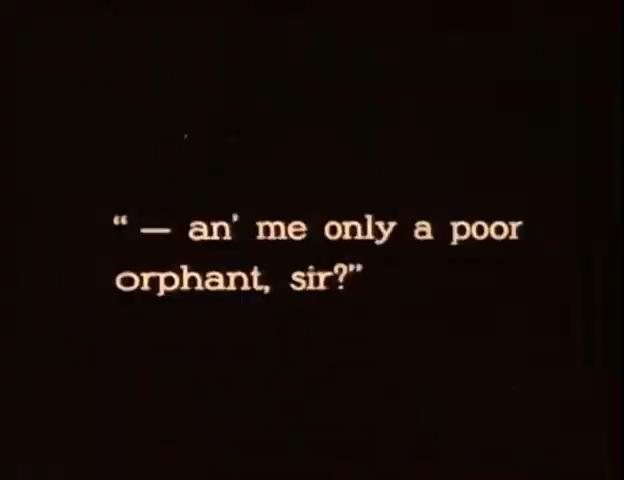 “ — an' me only a poor
orphant, sir?”